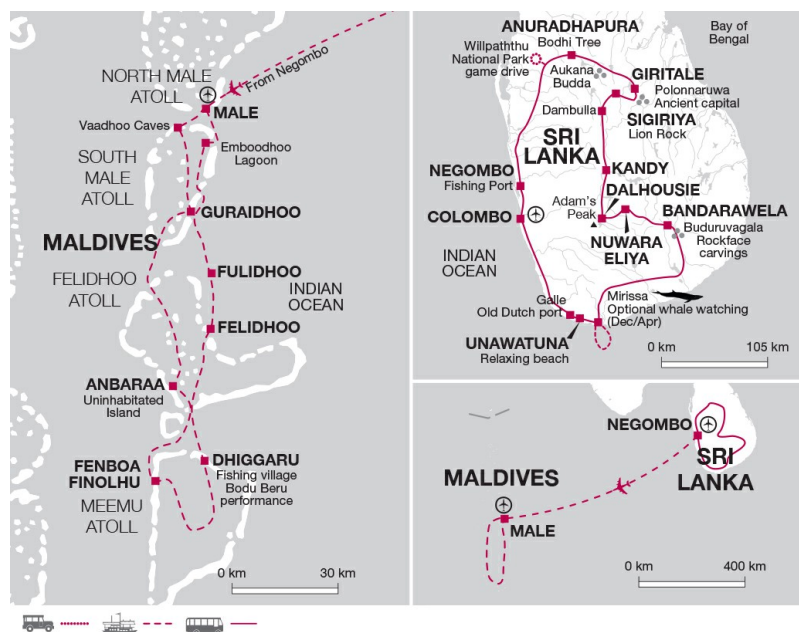 From Negombo
NORTH MALE
ATOLL
MALE
Vaadhoo Caves
Emboodhoo
Lagoon
SOUTH
MALE
ATOLL
GURAIDHOO
MALDIVES
FELIDHOO
ATOLL
FULIDHOO
INDIAN
OCEAN
FELIDHOO
ANBARAA
Uninhabitated
Island
FENBOA
FINOLHU
DHIGGARU
Fishing village
Bodu Beru
performance
MEEMU
ATOLL
0 km
30 km
ANURADHAPURA
Bodhi Tree
Bay of
Bengal
Willpaththu
National Park
game drive
Aukana
Budda
GIRITALE
Polonnaruwa
Ancient capital
Dambulla
SIGIRIYA
Lion Rock
SRI
LANKA
NEGOMBO
Fishing Port
KANDY
DALHOUSIE
Adam's
Peak
COLOMBO
BANDARAWELA
Buduruvagala
Rockface
carvings
NUWARA
ELIYA
INDIAN
OCEAN
Galle
Old Dutch port
Mirissa
Optional whale watching
(Dec/Apr)
UNAWATUNA
Relaxing beach
0 km
105 km
NEGOMBO
SRI
LANKA
MALDIVES
MALE
0 km
400 km